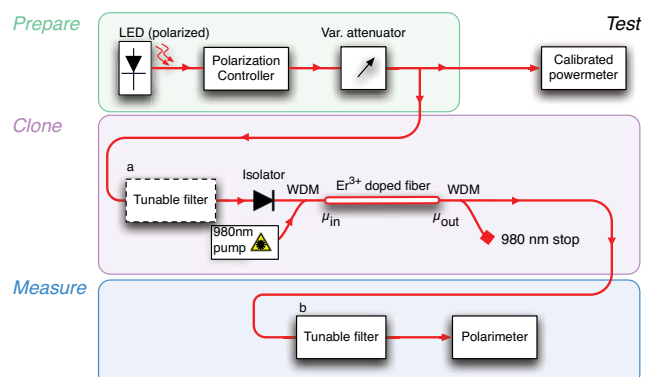 Prepare
Test
LED (polarized)
Var. attenuator
Polarization
Controller
Calibrated
powermeter
Clone
a
Tunable filter
Isolator
WDM
Er3+ doped fiber
WDM
μin
μout
980nm
pump
980 nm stop
Measure
b
Tunable filter
Polarimeter